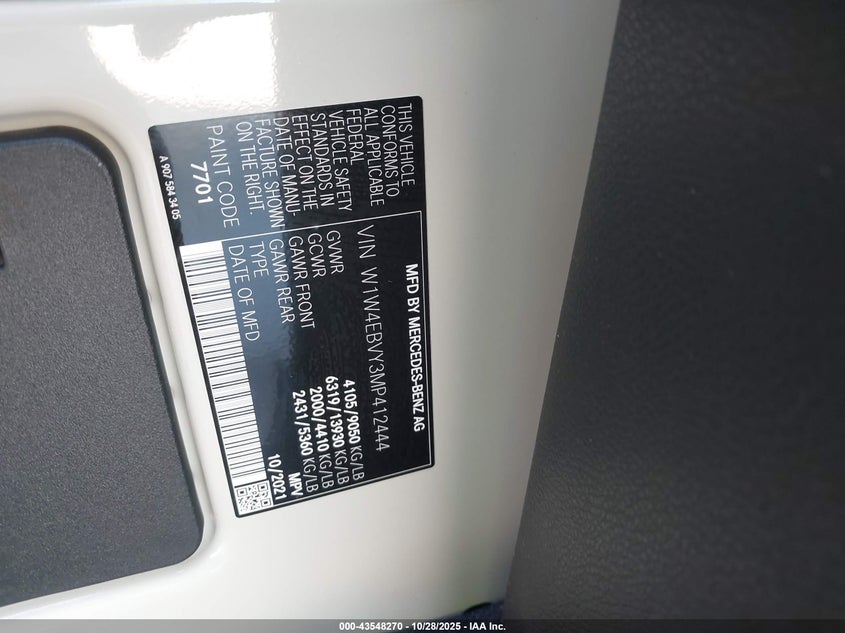 MFD BY MERCEDES-BENZ AG
VIN W1W4EBVY3MP412444
GVWR 4105/9050 KG/LB
GCWR 6319/13930 KG/LB
GAWR FRONT 2000/4410 KG/LB
GAWR REAR 2431/5360 KG/LB
TYPE MPV
DATE OF MFD 10/2021
THIS VEHICLE
CONFORMS TO
ALL APPLICABLE
FEDERAL
VEHICLE SAFETY
STANDARDS IN
EFFECT ON THE
DATE OF MANU-
FACTURE SHOWN
ON THE RIGHT.
PAINT CODE
7701
A 907 584 34 05
000-43548270 | 10/28/2025 - IAA Inc.